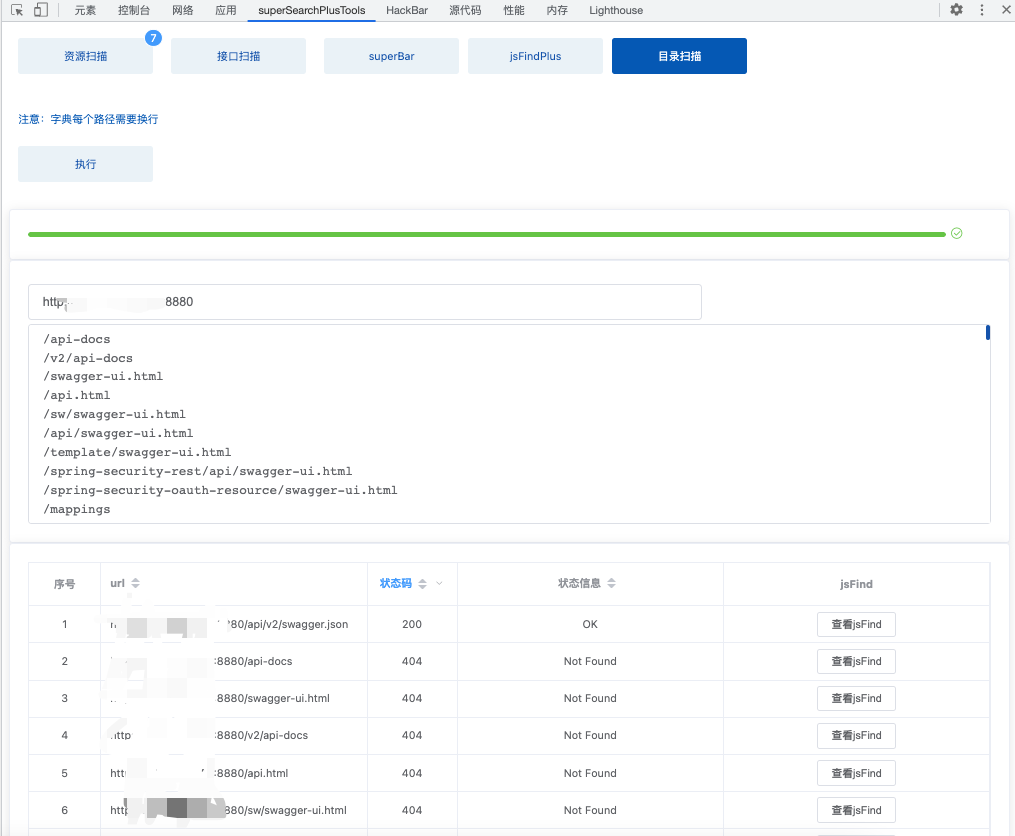 元素 控制台 网络 应用 superSearchPlusTools HackBar 源代码 性能 内存 Lighthouse
7
资源扫描 接口扫描 superBar jsFindPlus 目录扫描
注意：字典每个路径需要换行
执行
http 8880
/api-docs
/v2/api-docs
/swagger-ui.html
/api.html
/sw/swagger-ui.html
/api/swagger-ui.html
/template/swagger-ui.html
/spring-security-rest/api/swagger-ui.html
/spring-security-oauth-resource/swagger-ui.html
/mappings
序号 url 状态码 状态信息 jsFind
1 80/api/v2/swagger.json 200 OK 查看jsFind
2 :8880/api-docs 404 Not Found 查看jsFind
3 8880/swagger-ui.html 404 Not Found 查看jsFind
4 http :8880/v2/api-docs 404 Not Found 查看jsFind
5 :8880/api.html 404 Not Found 查看jsFind
6 880/sw/swagger-ui.html 404 Not Found 查看jsFind